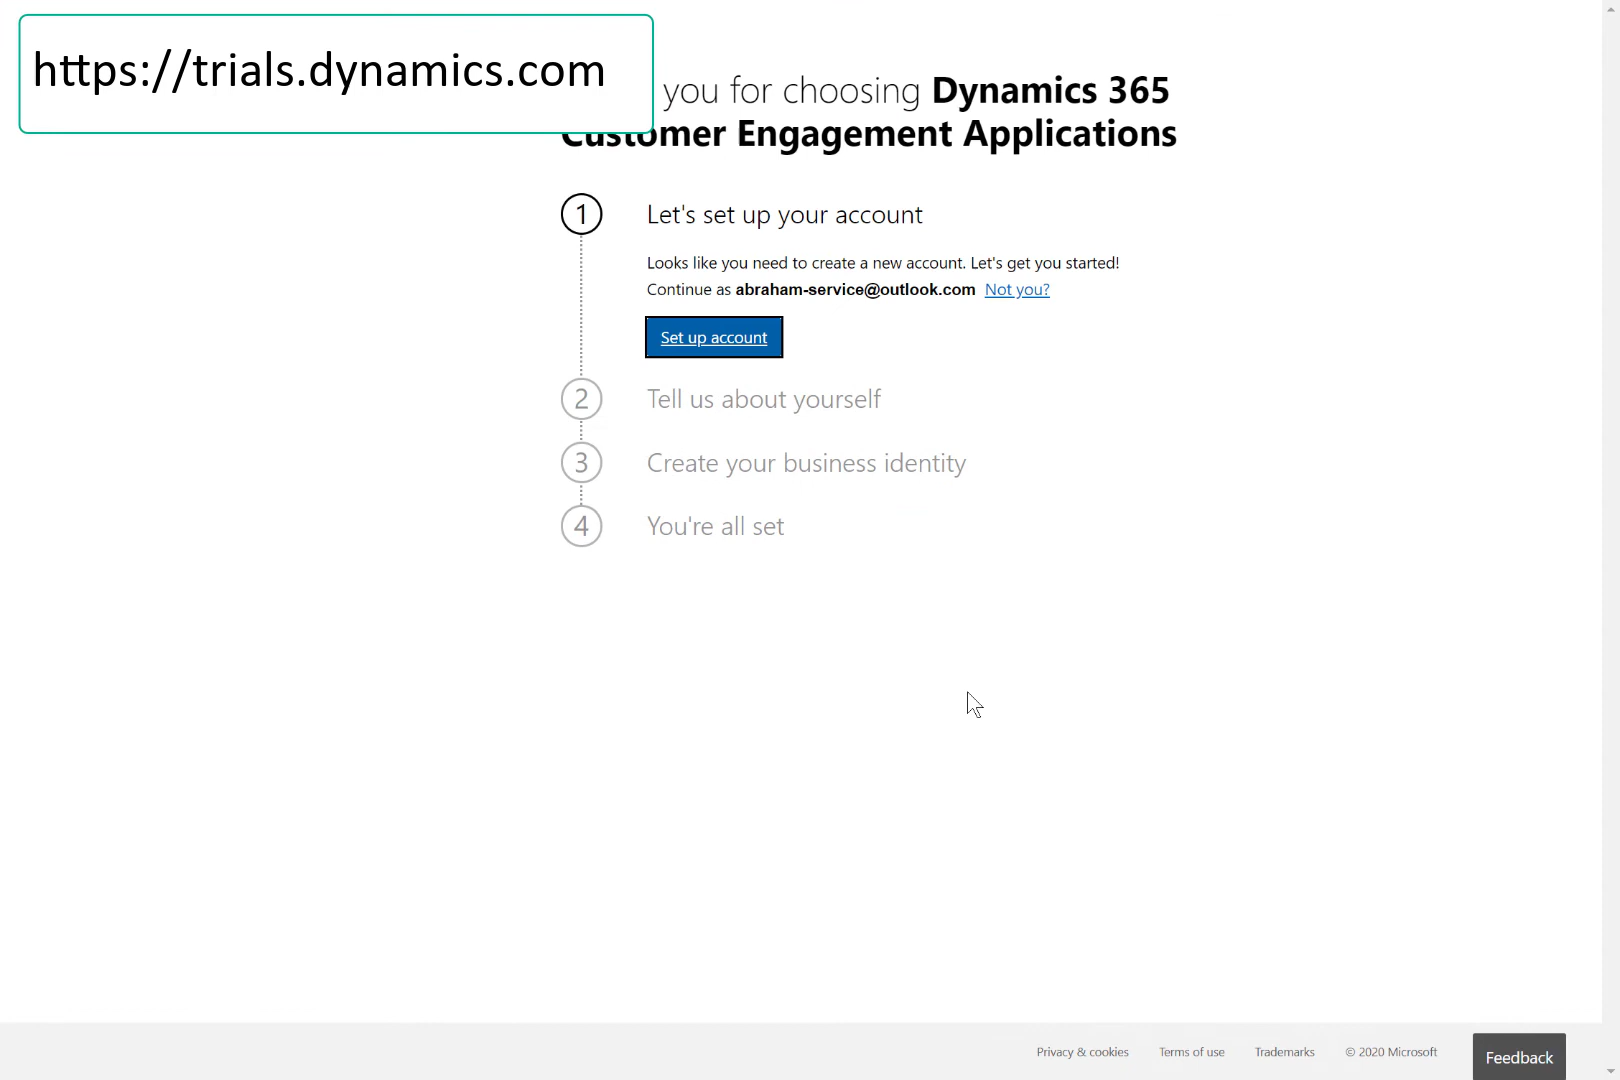 https://trials.dynamics.com
you for choosing Dynamics 365
Customer Engagement Applications
1 Let's set up your account
Looks like you need to create a new account. Let's get you started!
Continue as abraham-service@outlook.com Not you?
Set up account
2 Tell us about yourself
3 Create your business identity
4 You're all set
Privacy & cookies Terms of use Trademarks © 2020 Microsoft Feedback